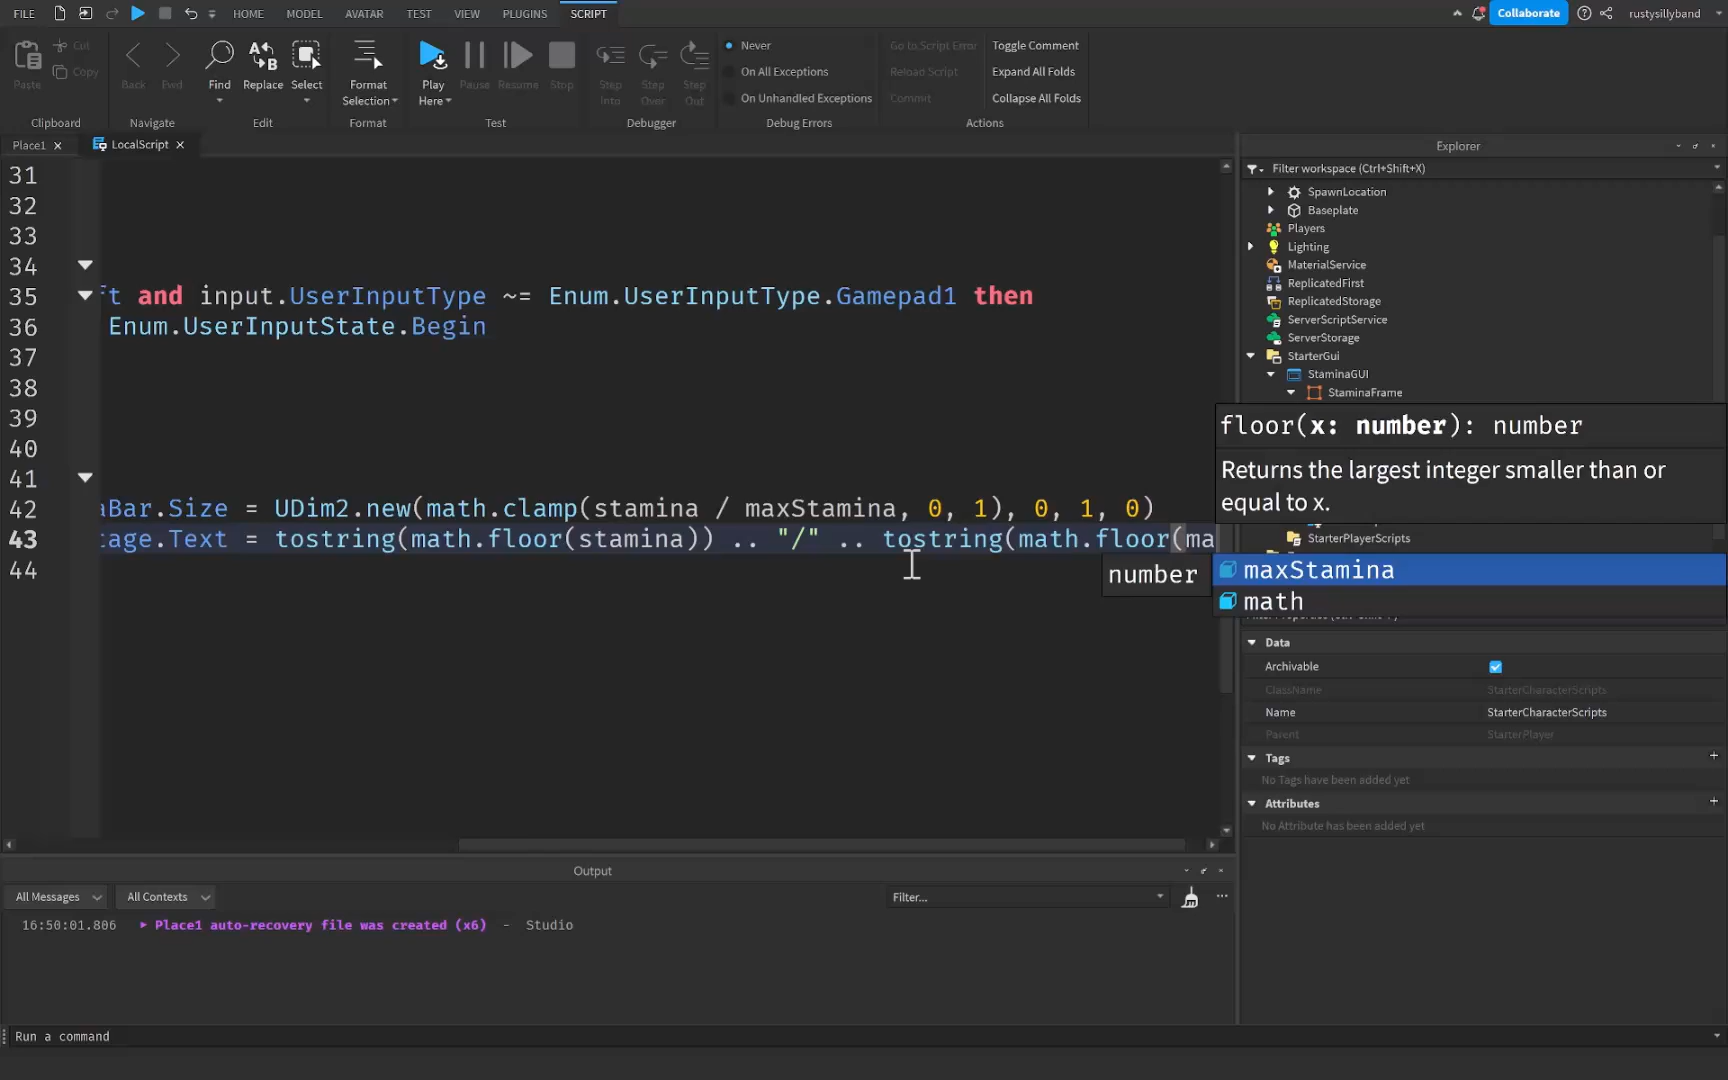 FILE HOME MODEL AVATAR TEST VIEW PLUGINS SCRIPT Collaborate rustysillyband
Paste Cut Copy Back Fwd Find Replace Select Format Selection Play Here Pause Resume Stop Step Into Step Over Step Out
Never
On All Exceptions
On Unhandled Exceptions
Go to Script Error
Reload Script
Commit
Toggle Comment
Expand All Folds
Collapse All Folds
Clipboard Navigate Edit Format Test Debugger Debug Errors Actions
Place1 LocalScript
31
32
33
34
35 ft and input.UserInputType ~= Enum.UserInputType.Gamepad1 then
36 Enum.UserInputState.Begin
37
38
39
40
41
42 aBar.Size = UDim2.new(math.clamp(stamina / maxStamina, 0, 1), 0, 1, 0)
43 tage.Text = tostring(math.floor(stamina)) .. "/" .. tostring(math.floor(ma
44
number
maxStamina
math
floor(x: number): number
Returns the largest integer smaller than or
equal to x.
Explorer
Filter workspace (Ctrl+Shift+X)
SpawnLocation
Baseplate
Players
Lighting
MaterialService
ReplicatedFirst
ReplicatedStorage
ServerScriptService
ServerStorage
StarterGui
StaminaGUI
StaminaFrame
StarterPlayerScripts
Data
Archivable
ClassName StarterCharacterScripts
Name StarterCharacterScripts
Parent StarterPlayer
Tags
No Tags have been added yet
Attributes
No Attribute has been added yet
Output
All Messages All Contexts Filter...
16:50:01.806 Place1 auto-recovery file was created (x6) - Studio
Run a command